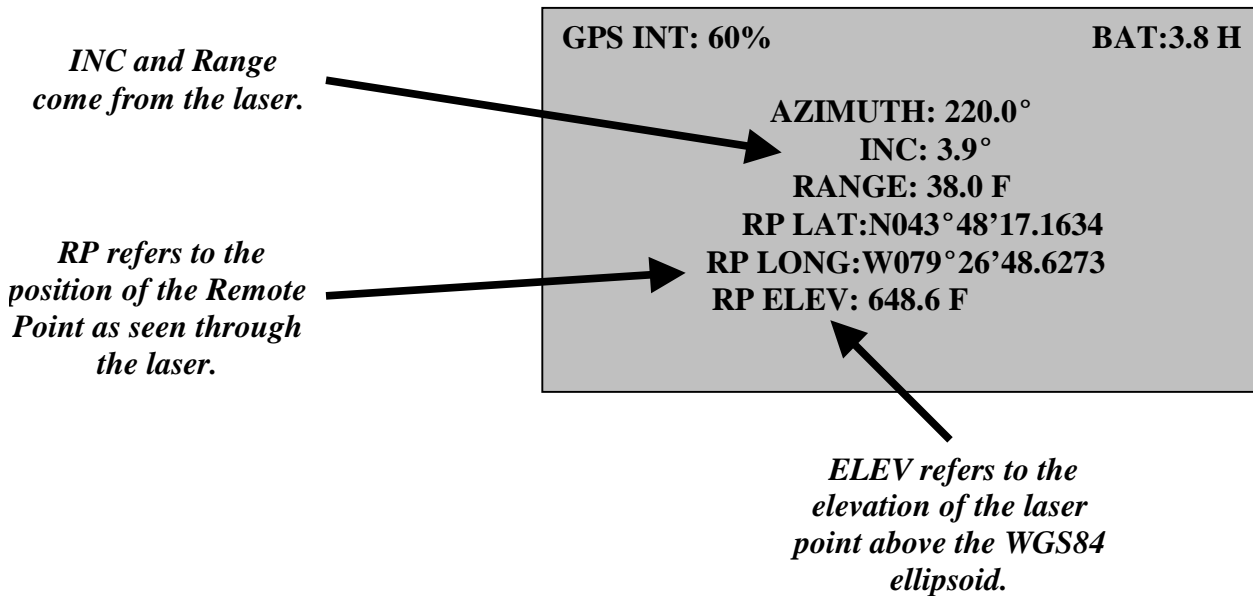 GPS INT: 60% BAT:3.8 H
AZIMUTH: 220.0°
INC: 3.9°
RANGE: 38.0 F
RP LAT:N043°48’17.1634
RP LONG:W079°26’48.6273
RP ELEV: 648.6 F
INC and Range
come from the laser.
RP refers to the
position of the Remote
Point as seen through
the laser.
ELEV refers to the
elevation of the laser
point above the WGS84
ellipsoid.